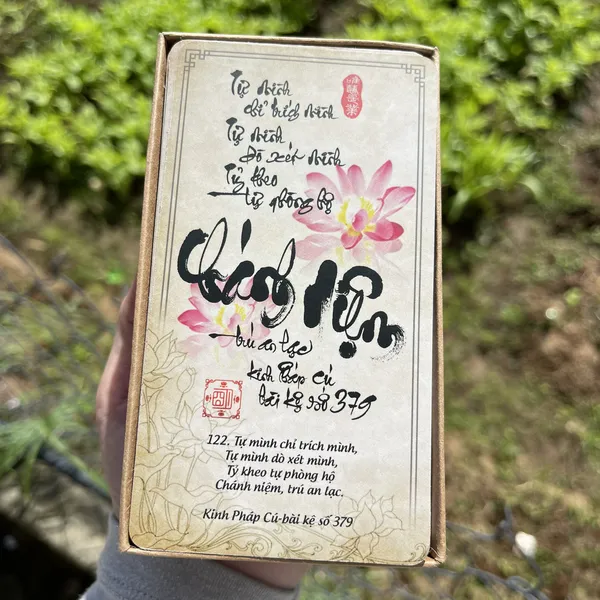 Tự mình
chỉ trích mình
Tự mình
dò xét mình
Tỷ kheo
tự phòng hộ
Chánh Niệm
trú an lạc
Kinh Pháp Cú
bài kệ số 379
122. Tự mình chỉ trích mình,
Tự mình dò xét mình,
Tỷ kheo tự phòng hộ
Chánh niệm, trú an lạc.
Kinh Pháp Cú-bài kệ số 379